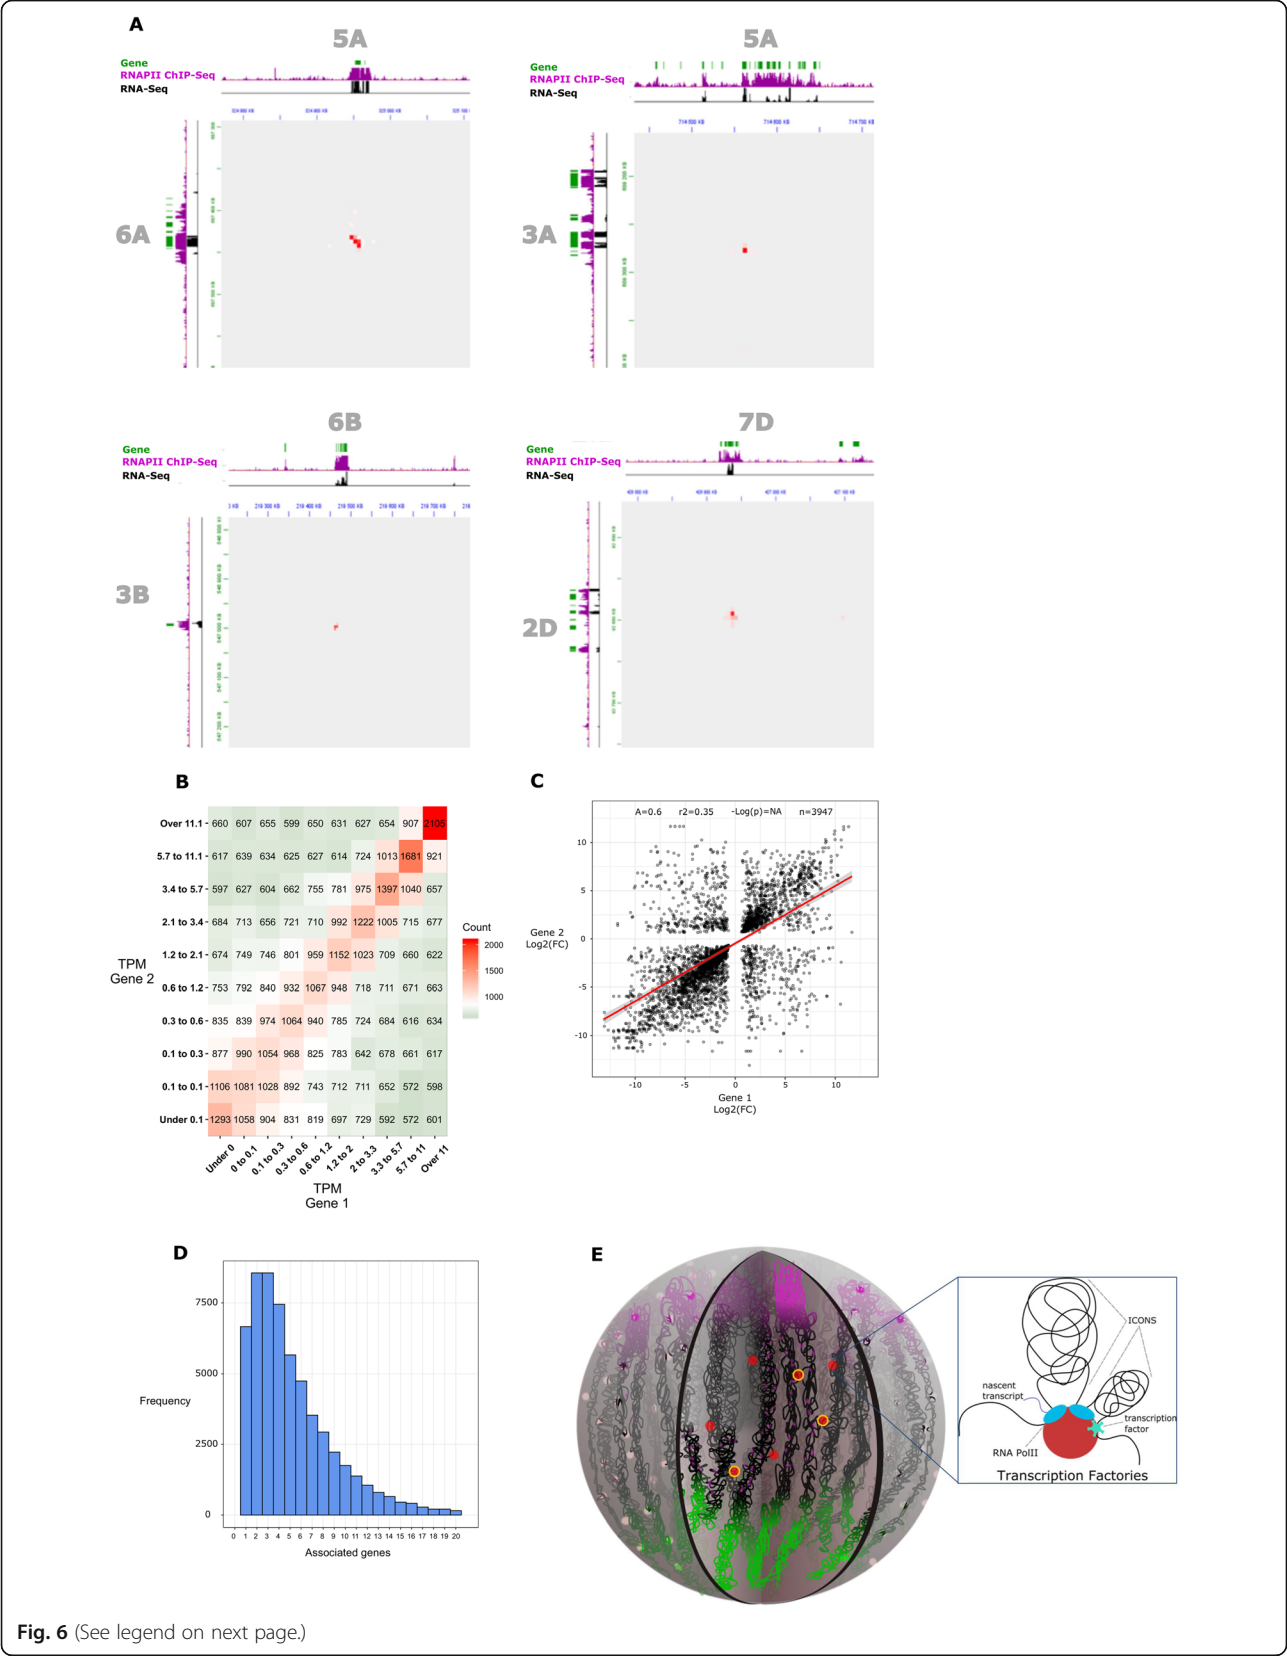 A
5A
Gene
RNAPII ChIP-Seq
RNA-Seq
6A
5A
Gene
RNAPII ChIP-Seq
RNA-Seq
714 500 KB 714 600 KB 714 700 KB
3A
6B
Gene
RNAPII ChIP-Seq
RNA-Seq
3B
7D
Gene
RNAPII ChIP-Seq
RNA-Seq
2D
B
Over 11.1 660 607 655 599 650 631 627 654 907 2105
5.7 to 11.1 617 639 634 625 627 614 724 1013 1681 921
3.4 to 5.7 597 627 604 662 755 781 975 1397 1040 657
2.1 to 3.4 684 713 656 721 710 992 1222 1005 715 677
1.2 to 2.1 674 749 746 801 959 1152 1023 709 660 622
0.6 to 1.2 753 792 840 932 1067 948 718 711 671 663
0.3 to 0.6 835 839 974 1064 940 785 724 684 616 634
0.1 to 0.3 877 990 1054 968 825 783 642 678 661 617
0.1 to 0.1 1106 1081 1028 892 743 712 711 652 572 598
Under 0.1 1293 1058 904 831 819 697 729 592 572 601
Under 0 0 to 0.1 0.1 to 0.3 0.3 to 0.6 0.6 to 1.2 1.2 to 2 2 to 3.3 3.3 to 5.7 5.7 to 11 Over 11
TPM
Gene 2
TPM
Gene 1
Count
2000
1500
1000
C
A=0.6 r2=0.35 -Log(p)=NA n=3947
10
5
0
-5
-10
Gene 2
Log2(FC)
-10 -5 0 5 10
Gene 1
Log2(FC)
D
7500
5000
2500
0
Frequency
0 1 2 3 4 5 6 7 8 9 10 11 12 13 14 15 16 17 18 19 20
Associated genes
E
ICONS
nascent
transcript
transcription
factor
RNA PolII
Transcription Factories
Fig. 6 (See legend on next page.)